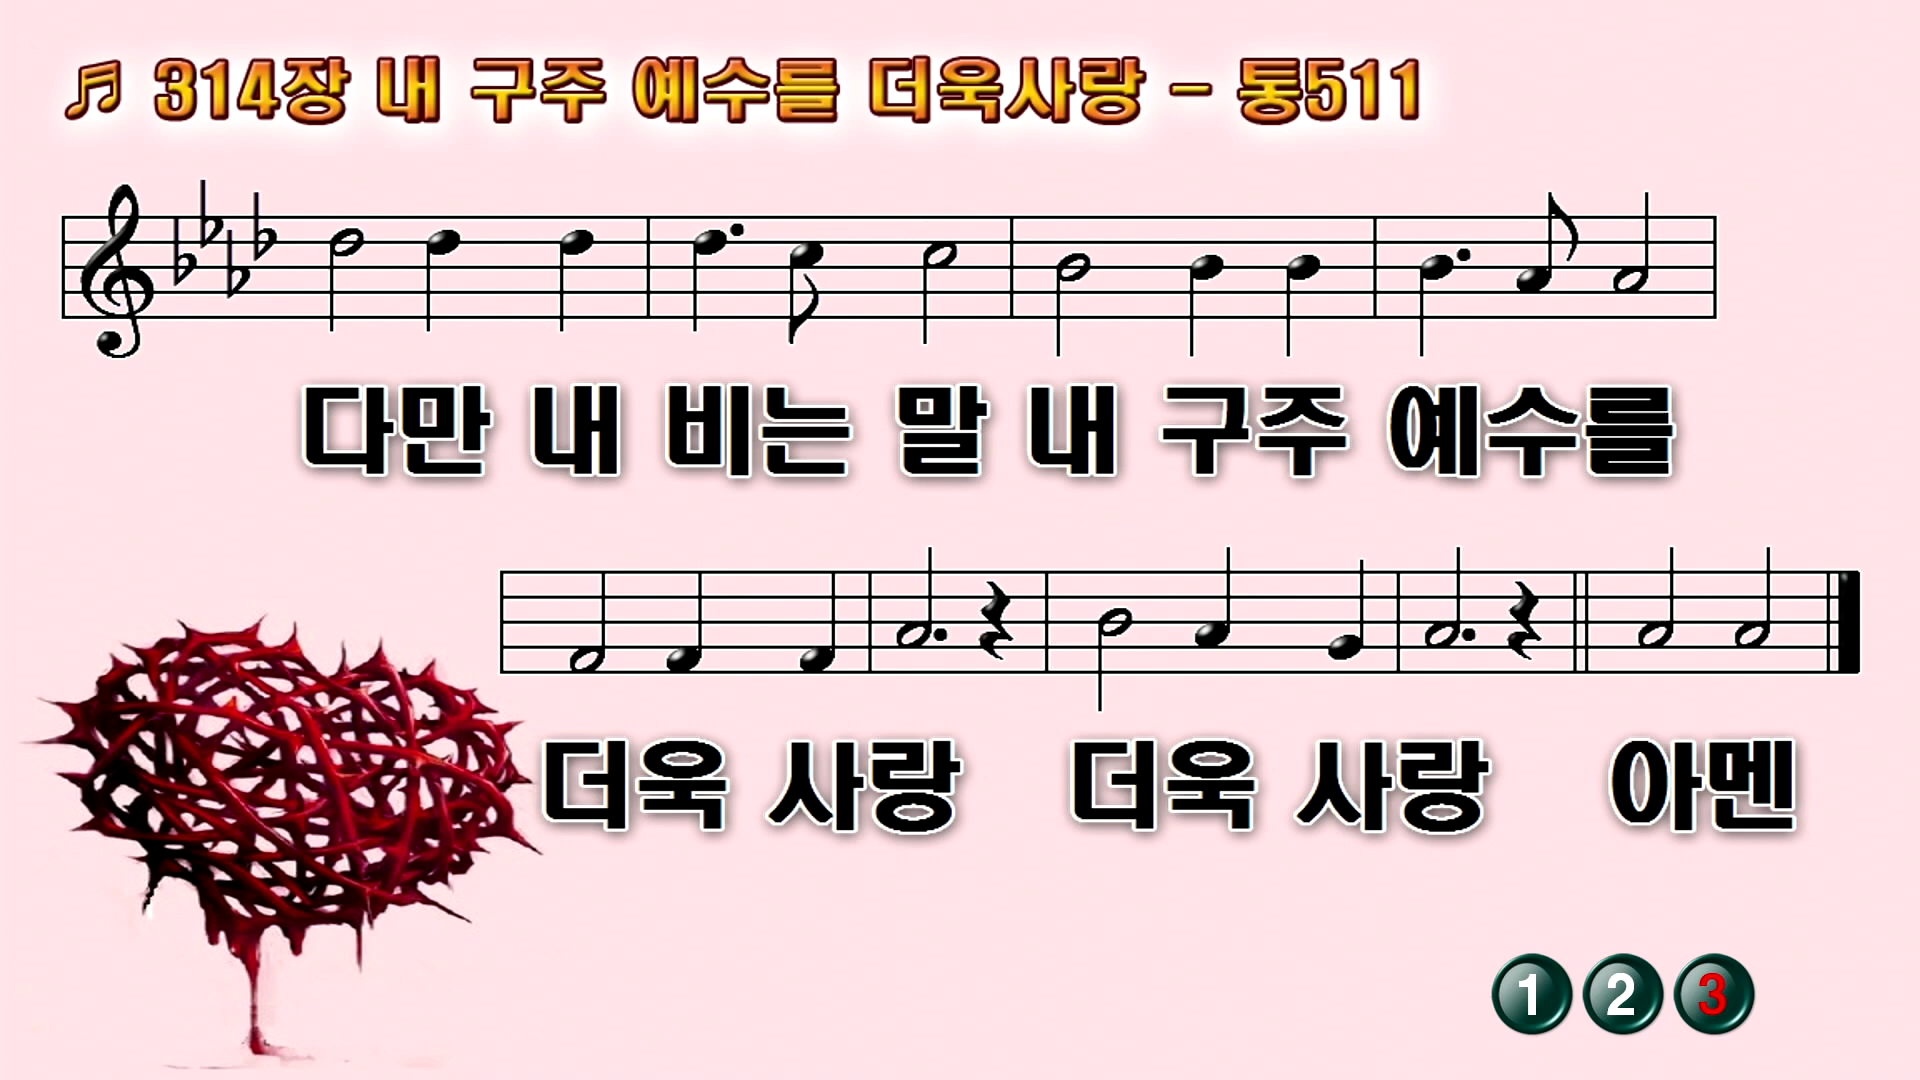 ♬ 314장 내 구주 예수를 더욱사랑 - 통511
다만 내 비는 말 내 구주 예수를
더욱 사랑 더욱 사랑 아멘
1 2 3